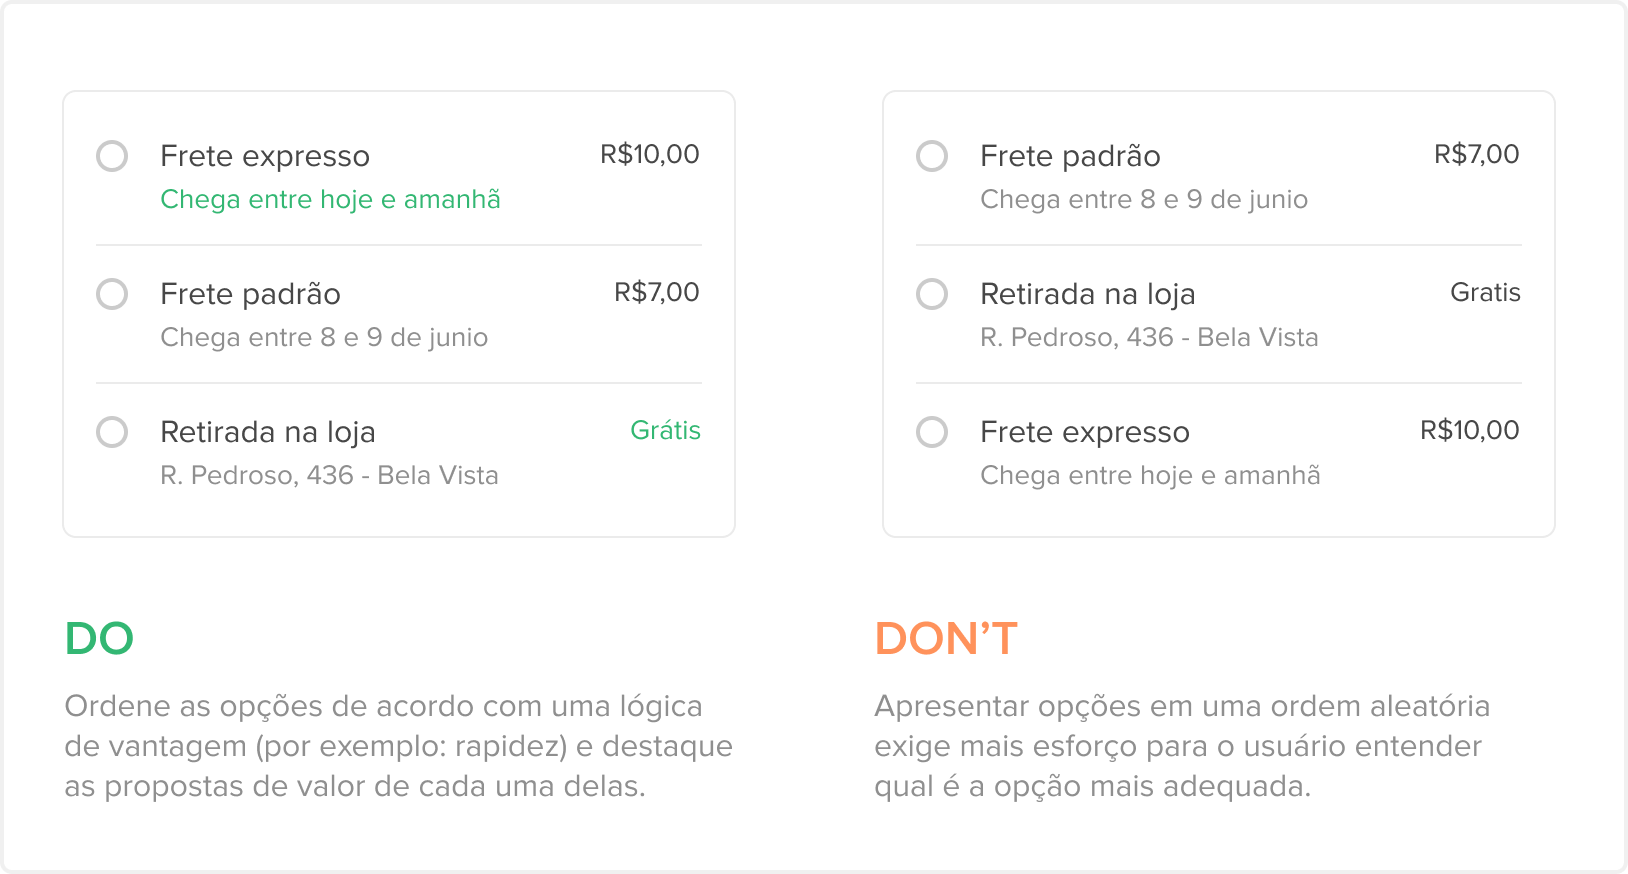 Frete expresso R$10,00
Chega entre hoje e amanhã
Frete padrão R$7,00
Chega entre 8 e 9 de junio
Retirada na loja Grátis
R. Pedroso, 436 - Bela Vista
DO
Ordene as opções de acordo com uma lógica
de vantagem (por exemplo: rapidez) e destaque
as propostas de valor de cada uma delas.
Frete padrão R$7,00
Chega entre 8 e 9 de junio
Retirada na loja Gratis
R. Pedroso, 436 - Bela Vista
Frete expresso R$10,00
Chega entre hoje e amanhã
DON’T
Apresentar opções em uma ordem aleatória
exige mais esforço para o usuário entender
qual é a opção mais adequada.